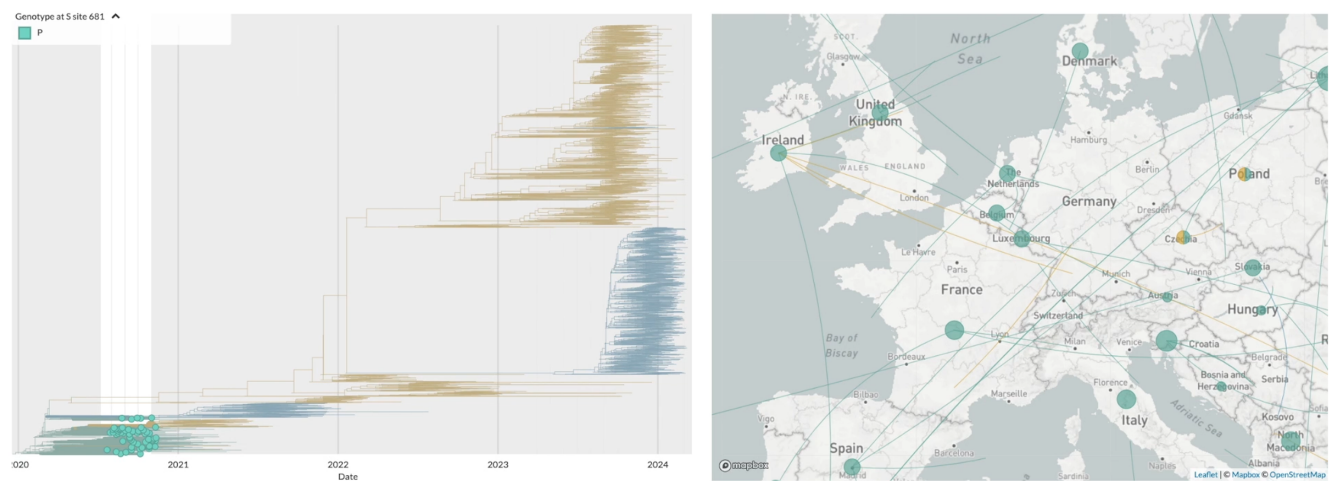 Genotype at S site 681
P
2020
2021
2022
2023
2024
Date
North
Sea
SCOT.
Glasgow
Denmark
N. IRE.
United
Kingdom
Ireland
Gdansk
Hamburg
WALES
ENGLAND
The
Netherlands
Berlin
Poland
London
Germany
Belgium
Dresden
Luxembourg
Czechia
Le Havre
Paris
Slovakia
Munich
Vienna
France
Zürich
Austria
Switzerland
Hungary
Bay of
Biscay
Lyon
Milan
Venice
Croatia
Bordeaux
Belgrade
Bosnia and
Herzegovina
Serbia
Florence
Marseille
Bilbao
Adriatic Sea
Kosovo
Vigo
Italy
North
Macedonia
Spain
Barcelona
Naples
Albania
Madrid
Sardinia
mapbox
Leaflet | © Mapbox © OpenStreetMap